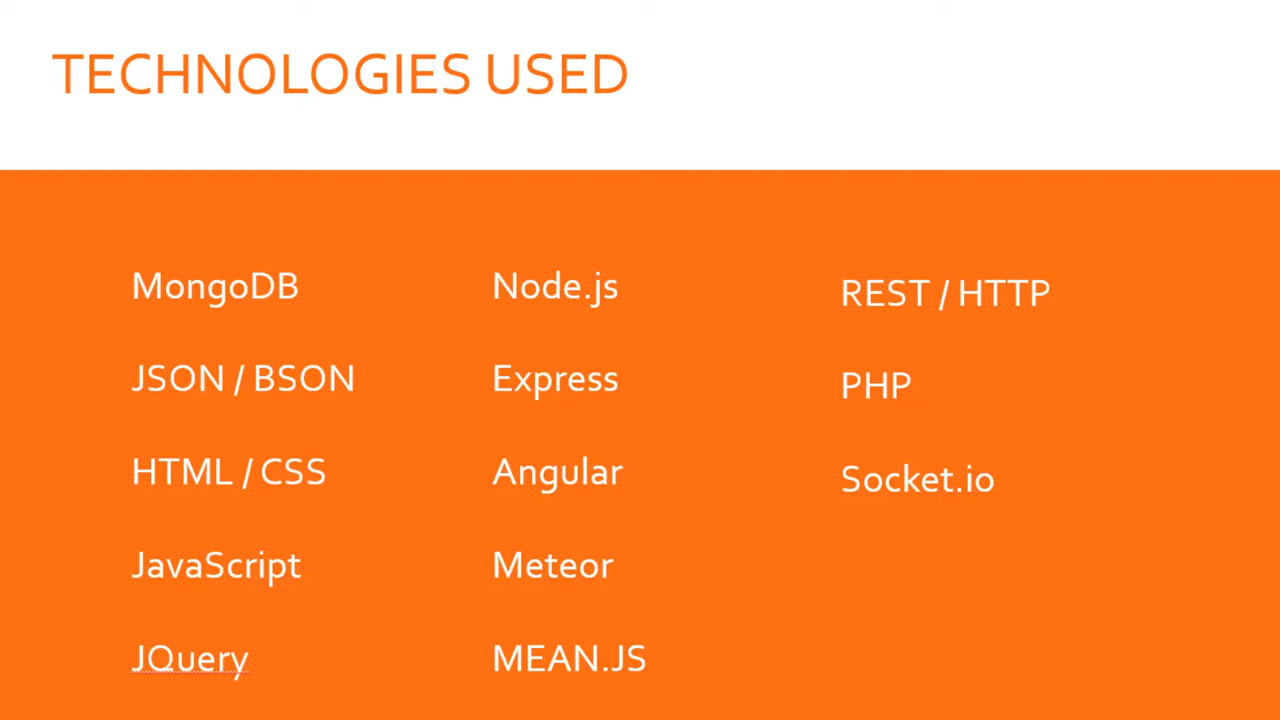 TECHNOLOGIES USED
MongoDB
JSON / BSON
HTML / CSS
JavaScript
JQuery
Node.js
Express
Angular
Meteor
MEAN.JS
REST / HTTP
PHP
Socket.io